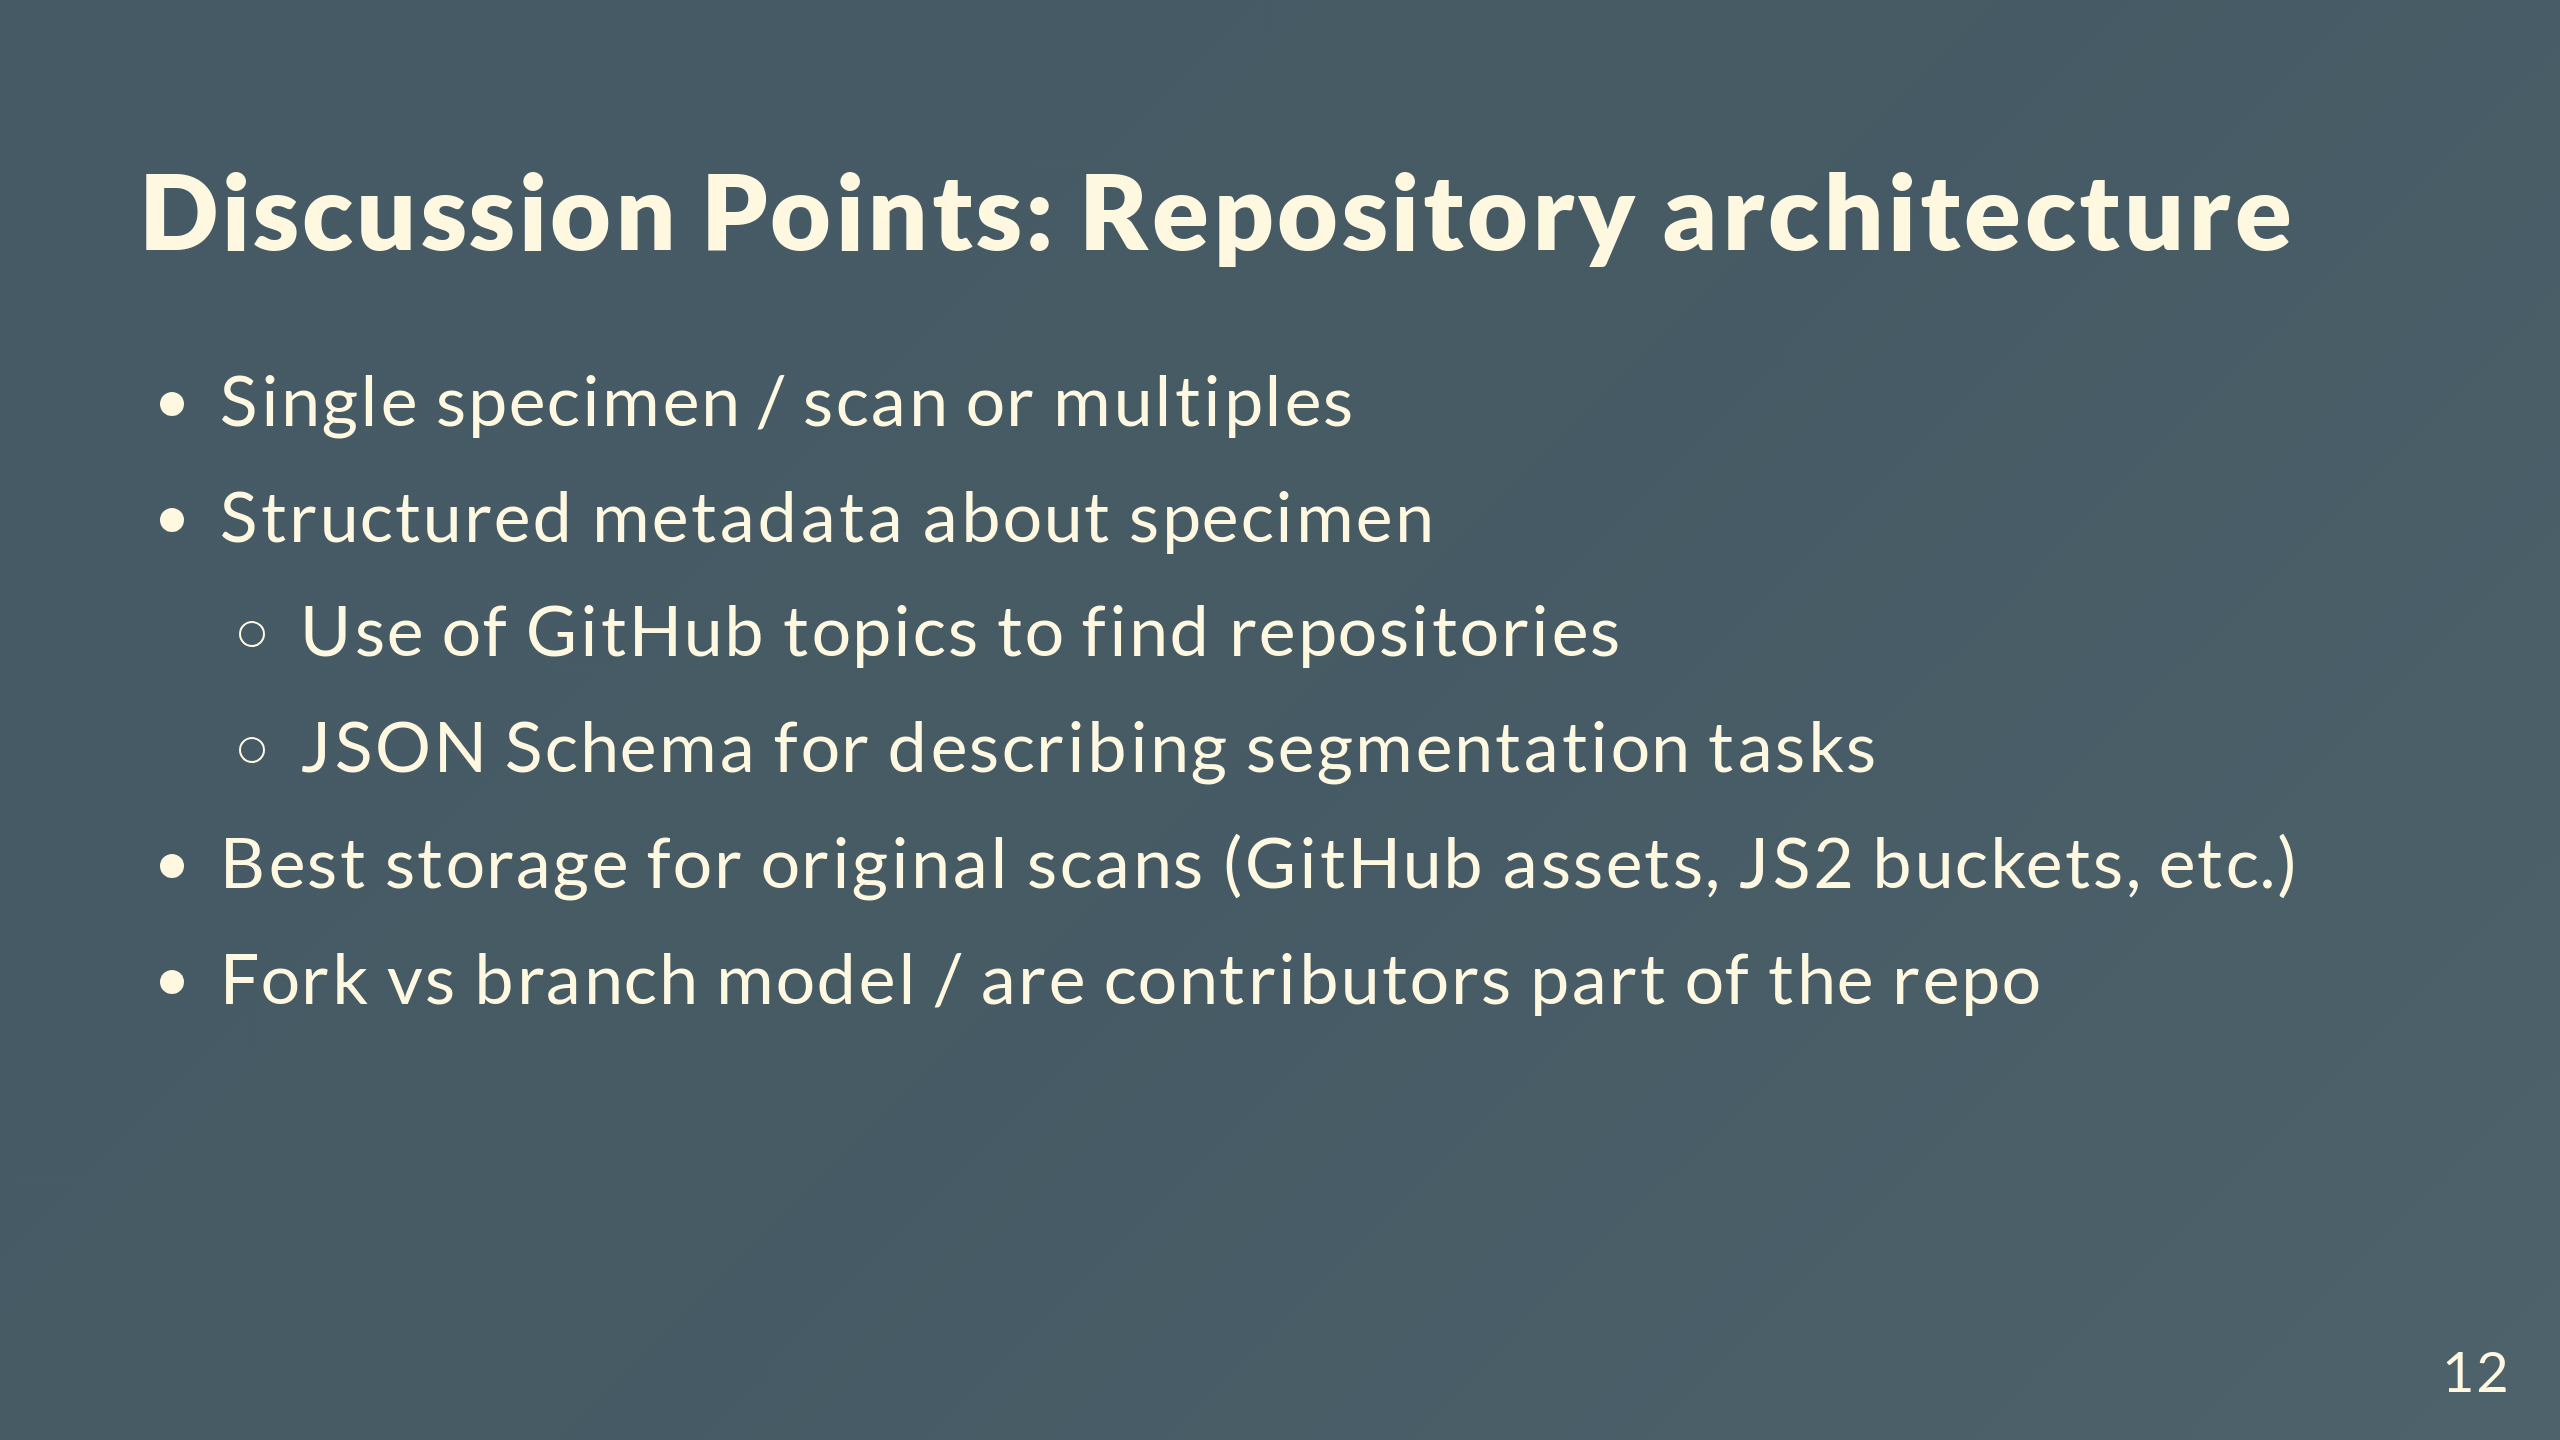 Discussion Points: Repository architecture
Single specimen / scan or multiples
Structured metadata about specimen
Use of GitHub topics to find repositories
JSON Schema for describing segmentation tasks
Best storage for original scans (GitHub assets, JS2 buckets, etc.)
Fork vs branch model / are contributors part of the repo
12